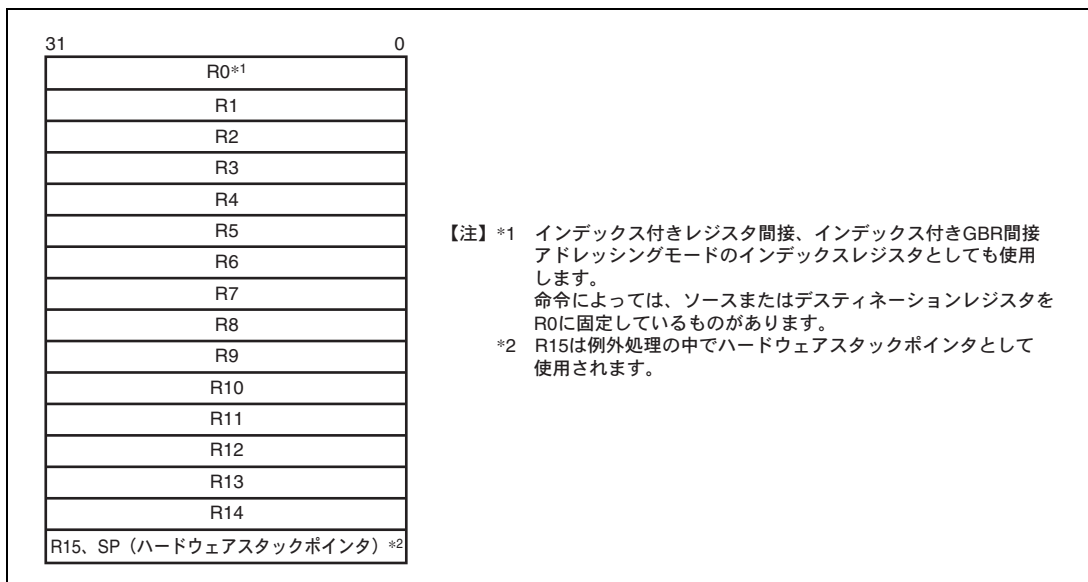 31 0
R0*1
R1
R2
R3
R4
R5
R6
R7
R8
R9
R10
R11
R12
R13
R14
R15、SP（ハードウェアスタックポインタ）*2
【注】*1 インデックス付きレジスタ間接、インデックス付きGBR間接
アドレッシングモードのインデックスレジスタとしても使用
します。
命令によっては、ソースまたはデスティネーションレジスタを
R0に固定しているものがあります。
*2 R15は例外処理の中でハードウェアスタックポインタとして
使用されます。